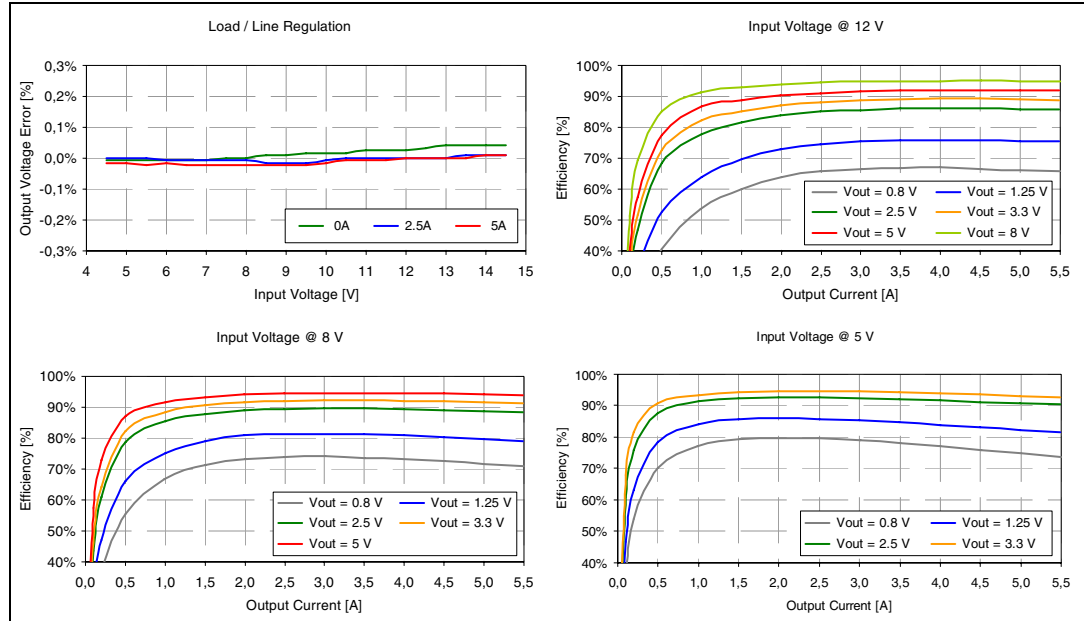 Load / Line Regulation
Output Voltage Error [%]
0,3%
0,2%
0,1%
0,0%
-0,1%
-0,2%
-0,3%
0A 2.5A 5A
4 5 6 7 8 9 10 11 12 13 14 15
Input Voltage [V]
Input Voltage @ 12 V
Efficiency [%]
100%
90%
80%
70%
60%
50%
40%
Vout = 0.8 V Vout = 1.25 V
Vout = 2.5 V Vout = 3.3 V
Vout = 5 V Vout = 8 V
0,0 0,5 1,0 1,5 2,0 2,5 3,0 3,5 4,0 4,5 5,0 5,5
Output Current [A]
Input Voltage @ 8 V
Efficiency [%]
100%
90%
80%
70%
60%
50%
40%
Vout = 0.8 V Vout = 1.25 V
Vout = 2.5 V Vout = 3.3 V
Vout = 5 V
0,0 0,5 1,0 1,5 2,0 2,5 3,0 3,5 4,0 4,5 5,0 5,5
Output Current [A]
Input Voltage @ 5 V
Efficiency [%]
100%
90%
80%
70%
60%
50%
40%
Vout = 0.8 V Vout = 1.25 V
Vout = 2.5 V Vout = 3.3 V
0,0 0,5 1,0 1,5 2,0 2,5 3,0 3,5 4,0 4,5 5,0 5,5
Output Current [A]